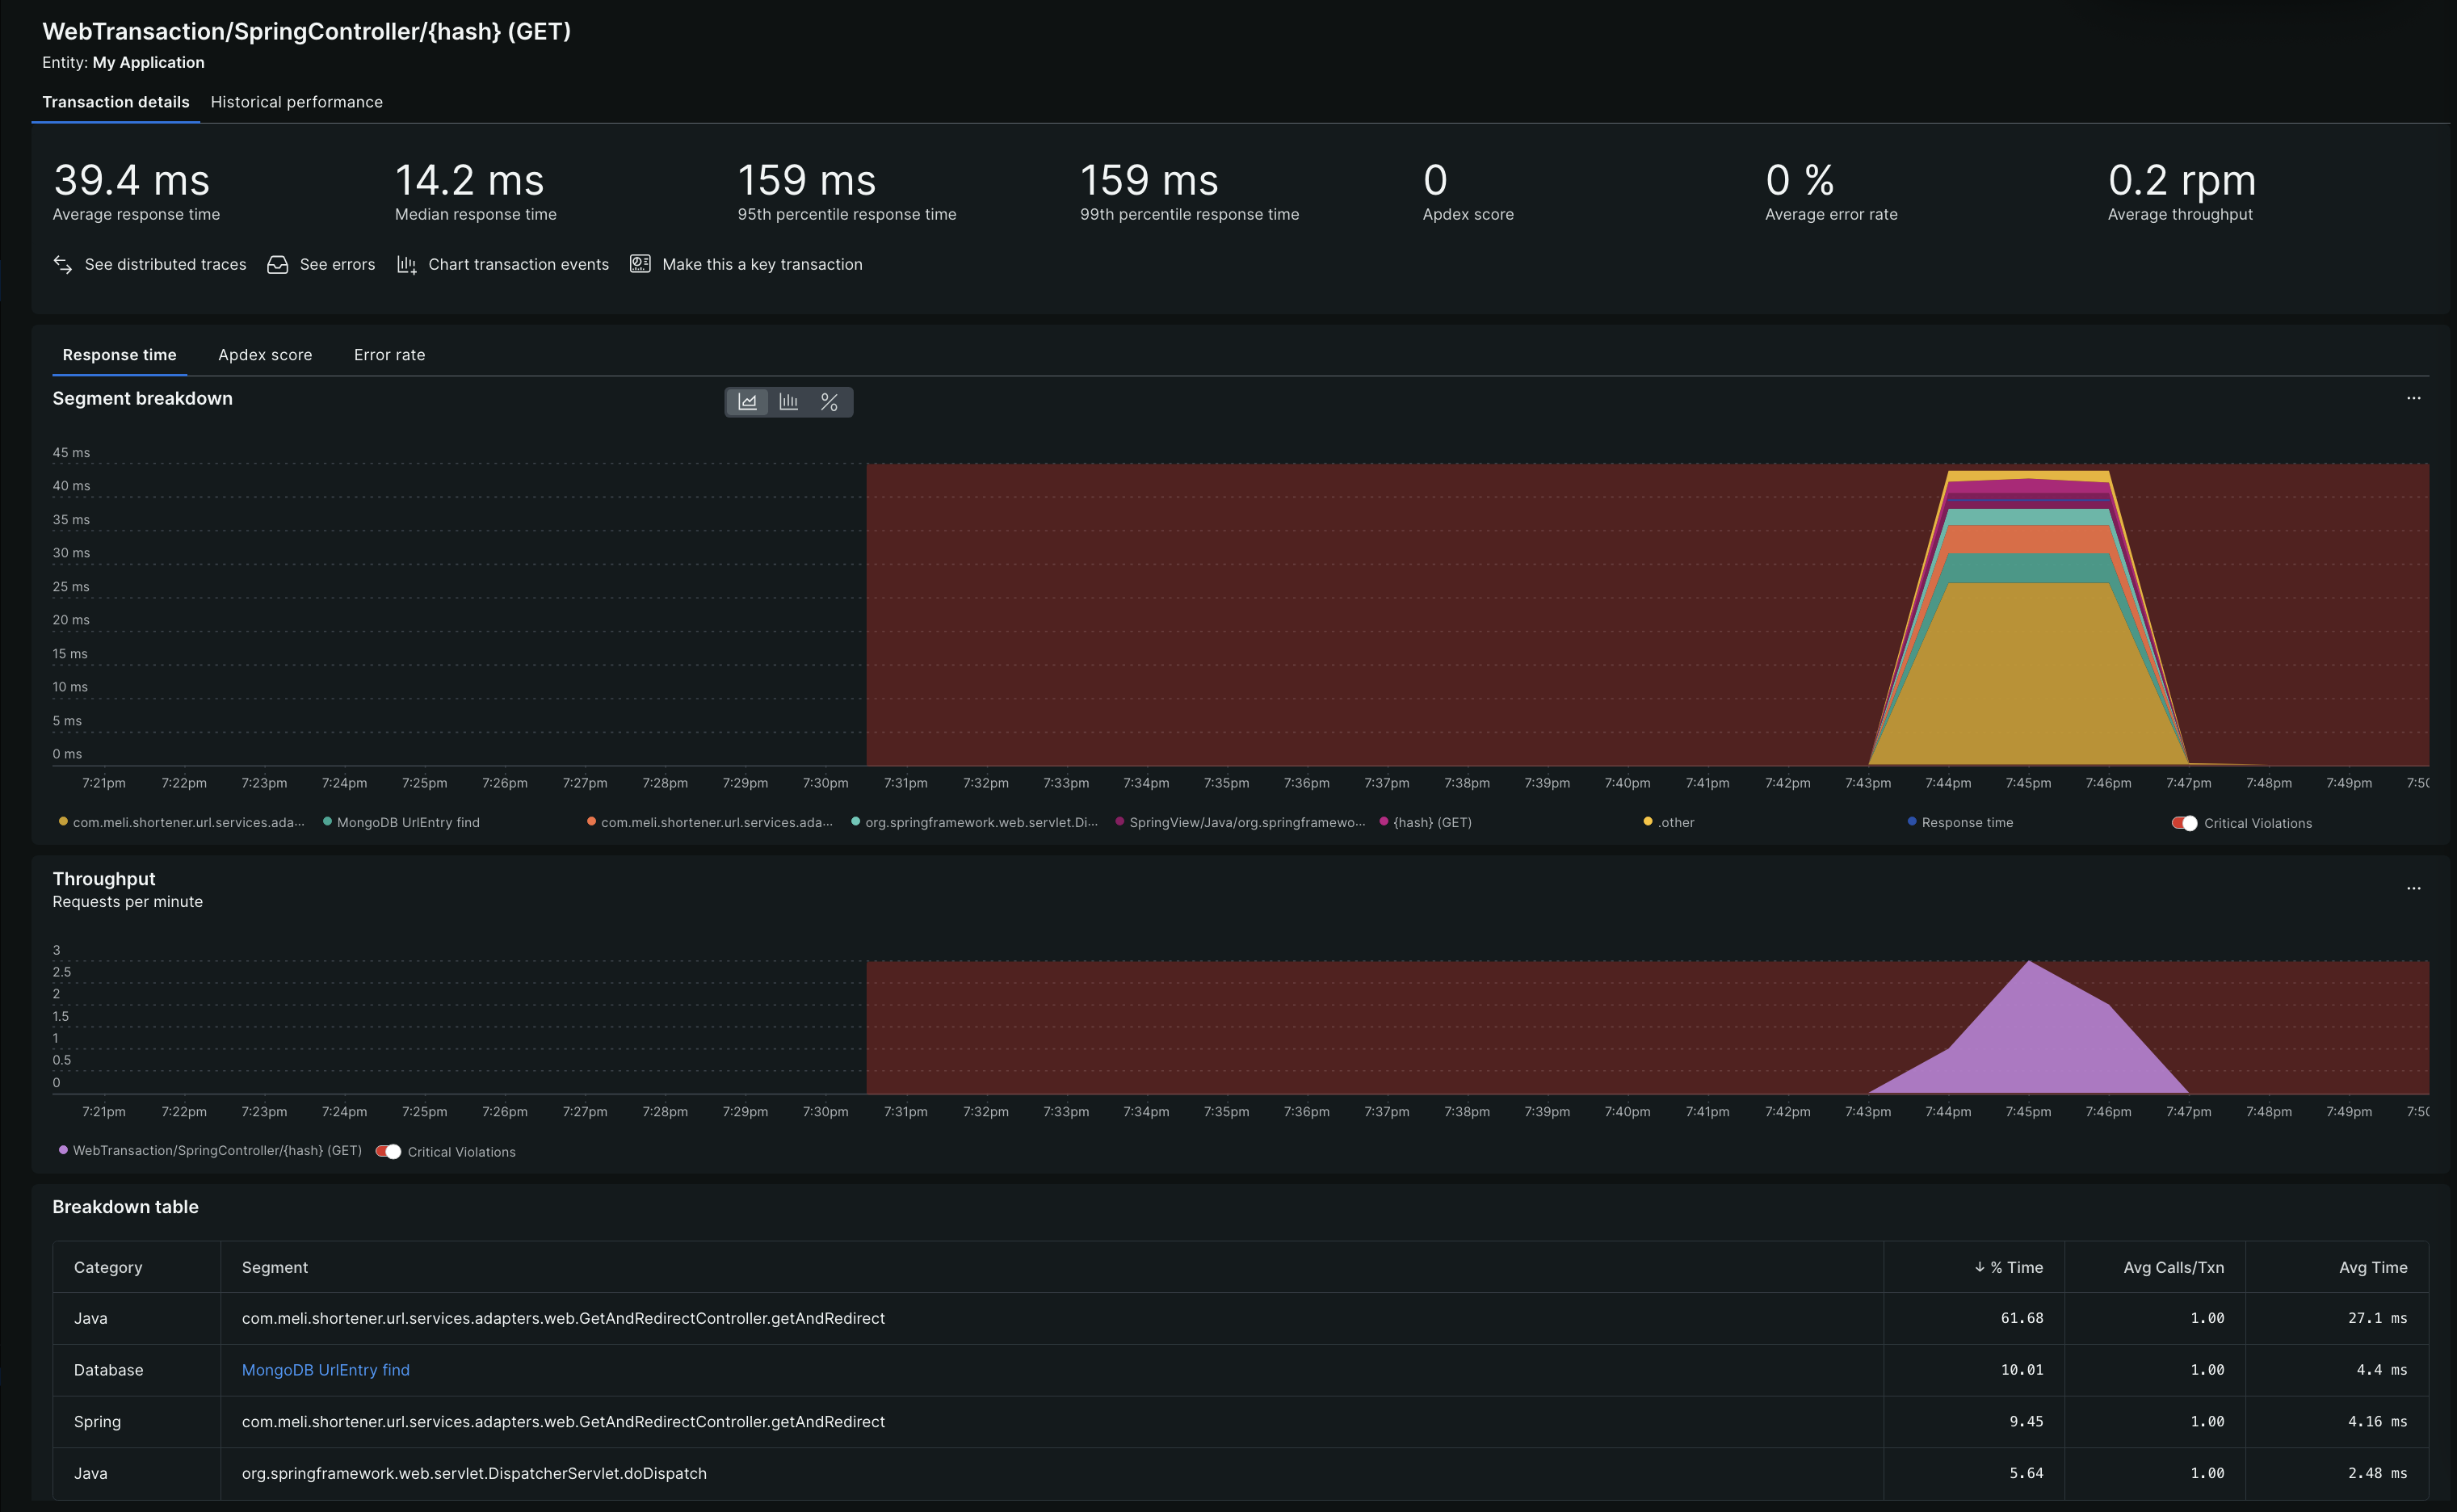 WebTransaction/SpringController/{hash} (GET)
Entity: My Application
Transaction details Historical performance
39.4 ms 14.2 ms 159 ms 159 ms 0 0 % 0.2 rpm
Average response time Median response time 95th percentile response time 99th percentile response time Apdex score Average error rate Average throughput
See distributed traces See errors Chart transaction events Make this a key transaction
Response time Apdex score Error rate
Segment breakdown
45 ms
40 ms
35 ms
30 ms
25 ms
20 ms
15 ms
10 ms
5 ms
0 ms
7:21pm 7:22pm 7:23pm 7:24pm 7:25pm 7:26pm 7:27pm 7:28pm 7:29pm 7:30pm 7:31pm 7:32pm 7:33pm 7:34pm 7:35pm 7:36pm 7:37pm 7:38pm 7:39pm 7:40pm 7:41pm 7:42pm 7:43pm 7:44pm 7:45pm 7:46pm 7:47pm 7:48pm 7:49pm 7:50
com.meli.shortener.url.services.ada... MongoDB UrlEntry find com.meli.shortener.url.services.ada... org.springframework.web.servlet.Di... SpringView/Java/org.springframewo... {hash} (GET) .other Response time Critical Violations
Throughput
Requests per minute
3
2.5
2
1.5
1
0.5
0
7:21pm 7:22pm 7:23pm 7:24pm 7:25pm 7:26pm 7:27pm 7:28pm 7:29pm 7:30pm 7:31pm 7:32pm 7:33pm 7:34pm 7:35pm 7:36pm 7:37pm 7:38pm 7:39pm 7:40pm 7:41pm 7:42pm 7:43pm 7:44pm 7:45pm 7:46pm 7:47pm 7:48pm 7:49pm 7:50
WebTransaction/SpringController/{hash} (GET) Critical Violations
Breakdown table
Category Segment ↓ % Time Avg Calls/Txn Avg Time
Java com.meli.shortener.url.services.adapters.web.GetAndRedirectController.getAndRedirect 61.68 1.00 27.1 ms
Database MongoDB UrlEntry find 10.01 1.00 4.4 ms
Spring com.meli.shortener.url.services.adapters.web.GetAndRedirectController.getAndRedirect 9.45 1.00 4.16 ms
Java org.springframework.web.servlet.DispatcherServlet.doDispatch 5.64 1.00 2.48 ms